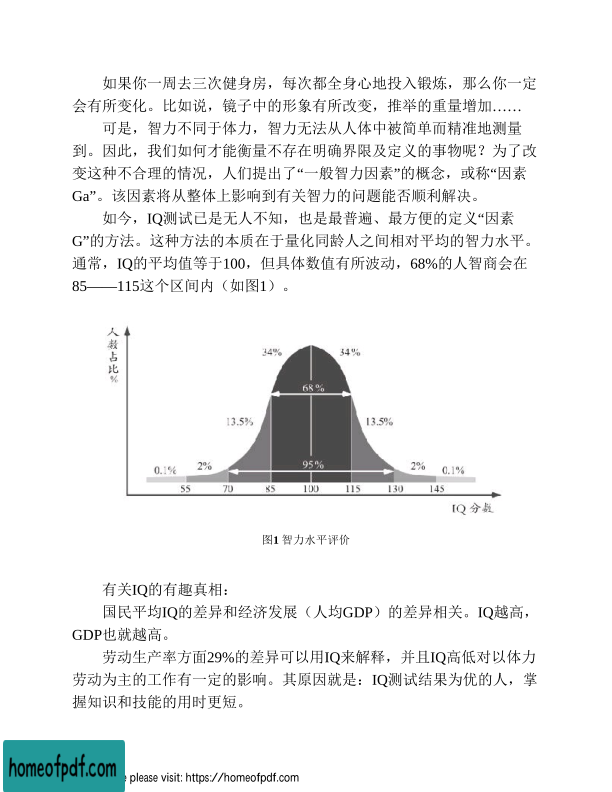 如果你一周去三次健身房，每次都全身心地投入锻炼，那么你一定
会有所变化。比如说，镜子中的形象有所改变，推举的重量增加……
可是，智力不同于体力，智力无法从人体中被简单而精准地测量
到。因此，我们如何才能衡量不存在明确界限及定义的事物呢？为了改
变这种不合理的情况，人们提出了“一般智力因素”的概念，或称“因素
Ga”。该因素将从整体上影响到有关智力的问题能否顺利解决。
如今，IQ测试已是无人不知，也是最普遍、最方便的定义“因素
G”的方法。这种方法的本质在于量化同龄人之间相对平均的智力水平。
通常，IQ的平均值等于100，但具体数值有所波动，68%的人智商会在
85——115这个区间内（如图1）。
人数占比%
34% 34%
68%
13.5% 13.5%
95%
0.1% 2% 2% 0.1%
55 70 85 100 115 130 145
IQ 分数
图1 智力水平评价
有关IQ的有趣真相：
国民平均IQ的差异和经济发展（人均GDP）的差异相关。IQ越高，
GDP也就越高。
劳动生产率方面29%的差异可以用IQ来解释，并且IQ高低对以体力
劳动为主的工作有一定的影响。其原因就是：IQ测试结果为优的人，掌
握知识和技能的用时更短。
homeofpdf.com
please visit: https://homeofpdf.com